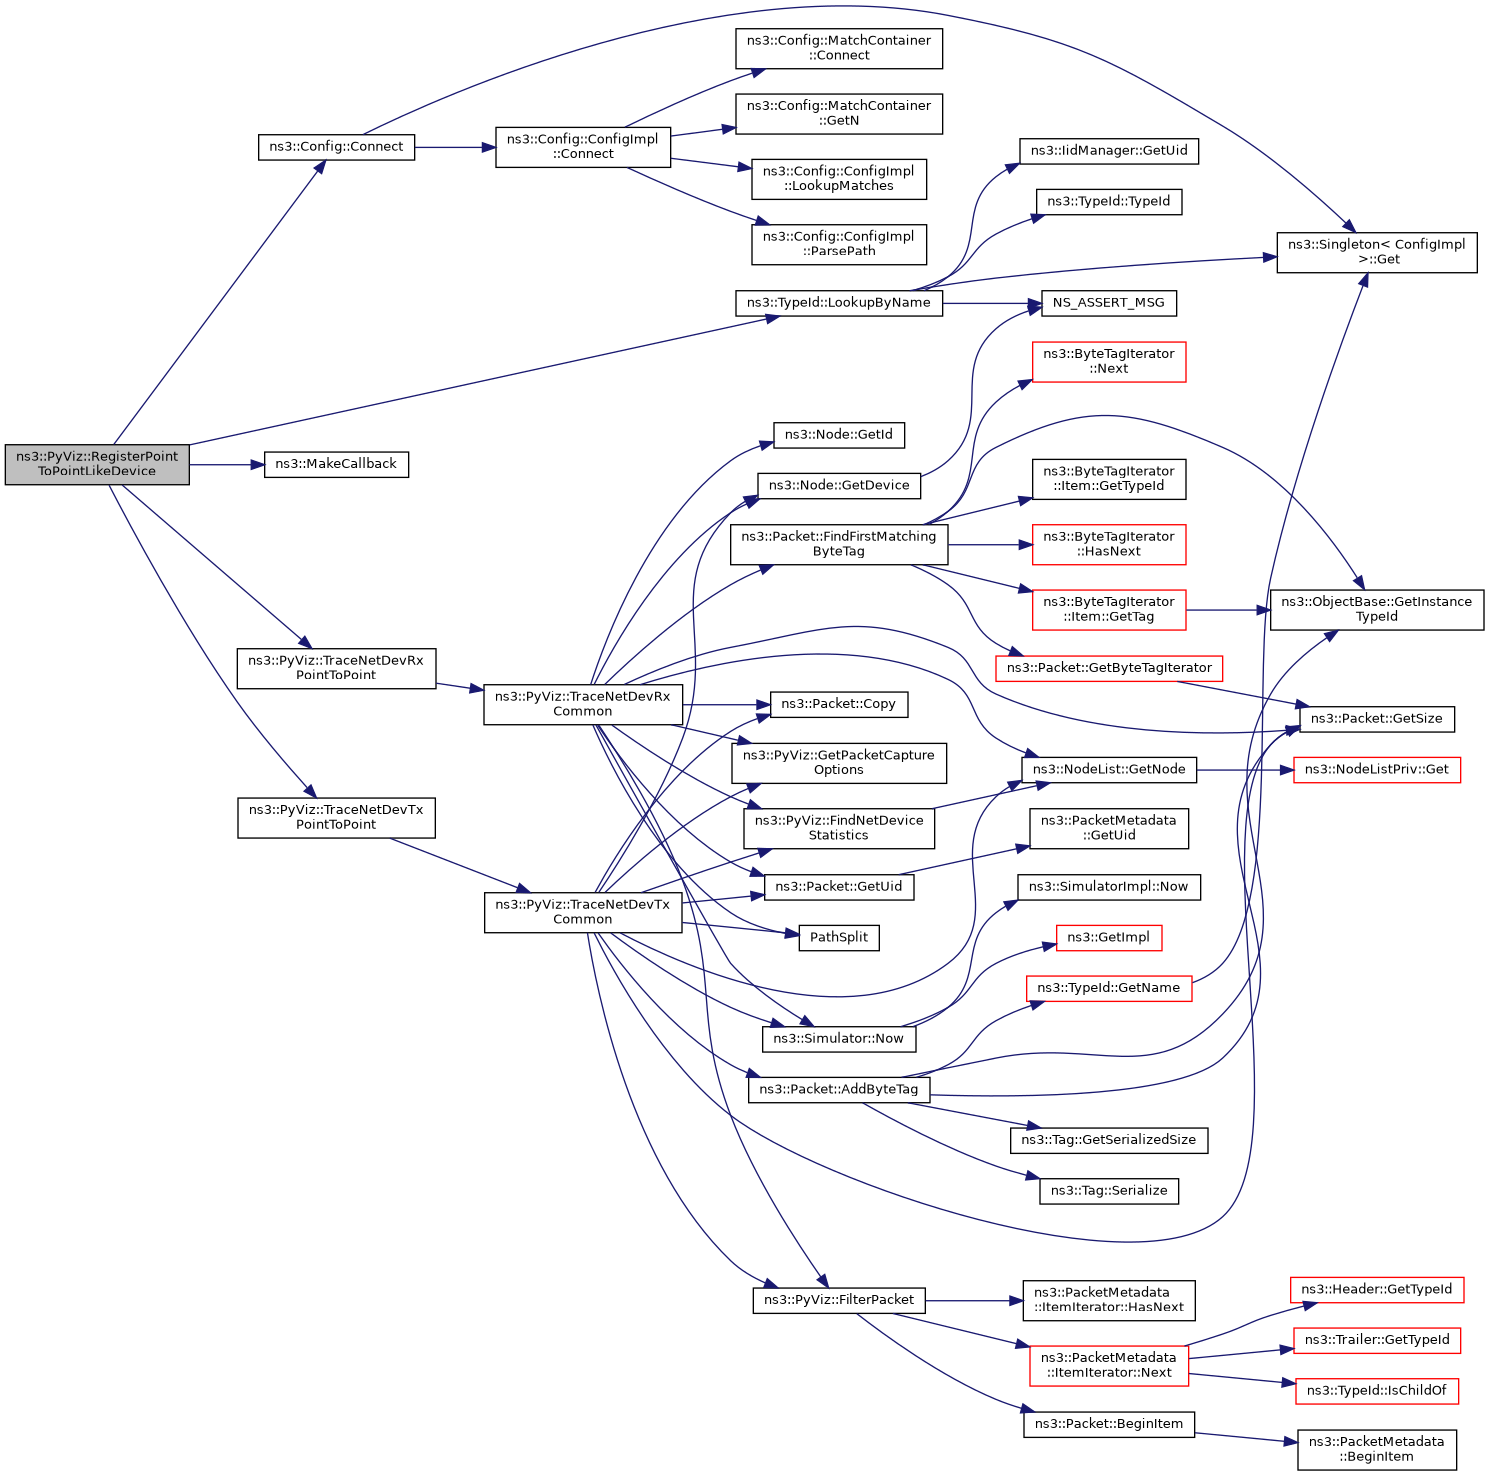 ns3::Config::MatchContainer
::Connect
ns3::Config::MatchContainer
::GetN
ns3::Config::Connect
ns3::Config::ConfigImpl
::Connect
ns3::IidManager::GetUid
ns3::Config::ConfigImpl
::LookupMatches
ns3::TypeId::TypeId
ns3::Config::ConfigImpl
::ParsePath
ns3::Singleton< ConfigImpl
>::Get
ns3::TypeId::LookupByName
NS_ASSERT_MSG
ns3::ByteTagIterator
::Next
ns3::Node::GetId
ns3::PyViz::RegisterPoint
ToPointLikeDevice
ns3::MakeCallback
ns3::Node::GetDevice
ns3::ByteTagIterator
::Item::GetTypeId
ns3::Packet::FindFirstMatching
ByteTag
ns3::ByteTagIterator
::HasNext
ns3::ByteTagIterator
::Item::GetTag
ns3::ObjectBase::GetInstance
TypeId
ns3::PyViz::TraceNetDevRx
PointToPoint
ns3::Packet::GetByteTagIterator
ns3::PyViz::TraceNetDevRx
Common
ns3::Packet::Copy
ns3::Packet::GetSize
ns3::PyViz::GetPacketCapture
Options
ns3::NodeList::GetNode
ns3::NodeListPriv::Get
ns3::PyViz::TraceNetDevTx
PointToPoint
ns3::PyViz::FindNetDevice
Statistics
ns3::PacketMetadata
::GetUid
ns3::Packet::GetUid
ns3::SimulatorImpl::Now
ns3::PyViz::TraceNetDevTx
Common
PathSplit
ns3::GetImpl
ns3::TypeId::GetName
ns3::Simulator::Now
ns3::Packet::AddByteTag
ns3::Tag::GetSerializedSize
ns3::Tag::Serialize
ns3::PyViz::FilterPacket
ns3::PacketMetadata
::ItemIterator::HasNext
ns3::Header::GetTypeId
ns3::Trailer::GetTypeId
ns3::PacketMetadata
::ItemIterator::Next
ns3::TypeId::IsChildOf
ns3::Packet::BeginItem
ns3::PacketMetadata
::BeginItem